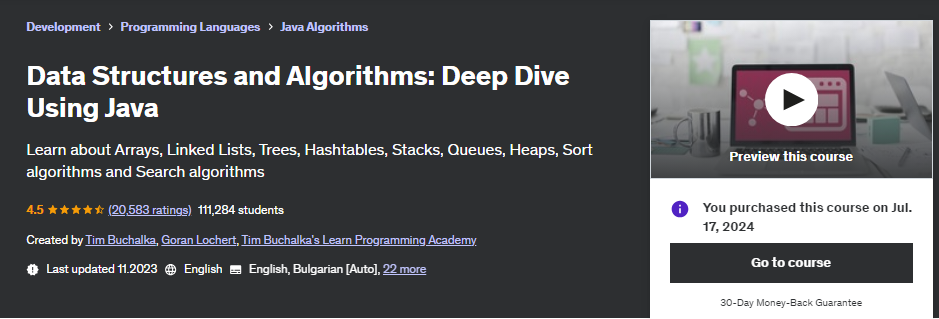 Development > Programming Languages > Java Algorithms
Data Structures and Algorithms: Deep Dive
Using Java
Learn about Arrays, Linked Lists, Trees, Hashtables, Stacks, Queues, Heaps, Sort
algorithms and Search algorithms
4.5 ★★★★⯪ (20,583 ratings) 111,284 students
Created by Tim Buchalka, Goran Lochert, Tim Buchalka's Learn Programming Academy
Last updated 11.2023 English English, Bulgarian [Auto], 22 more
Preview this course
You purchased this course on Jul.
17, 2024
Go to course
30-Day Money-Back Guarantee